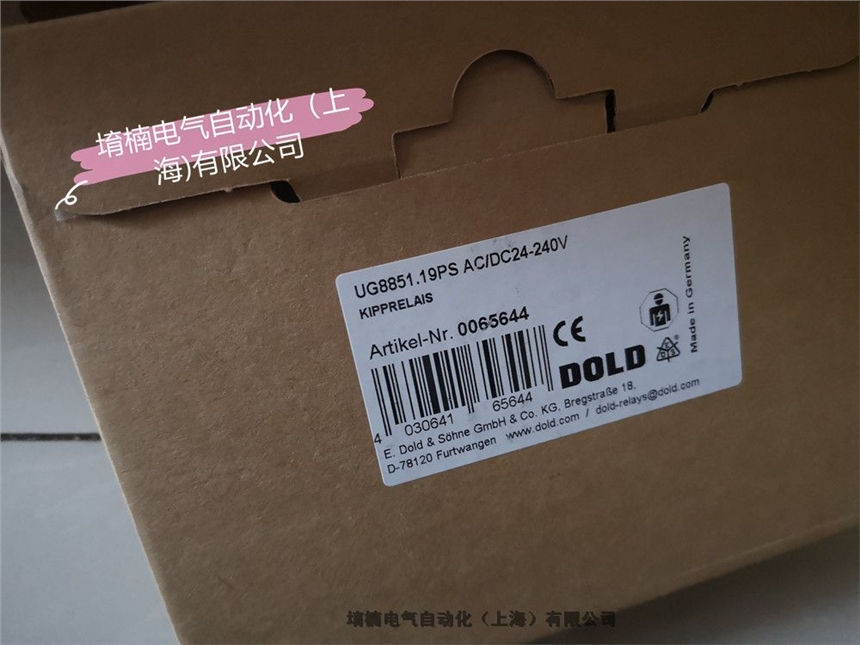 堉楠电气自动化（上
海)有限公司
UG8851.19PS AC/DC24-240V
KIPPRELAIS
Artikel-Nr. 0065644
CE
DOLD
Made in Germany
4 030641 65644
E. Dold & Söhne GmbH & Co. KG, Bregstraße 18,
D-78120 Furtwangen www.dold.com / dold-relays@dold.com
堉楠电气自动化（上海）有限公司